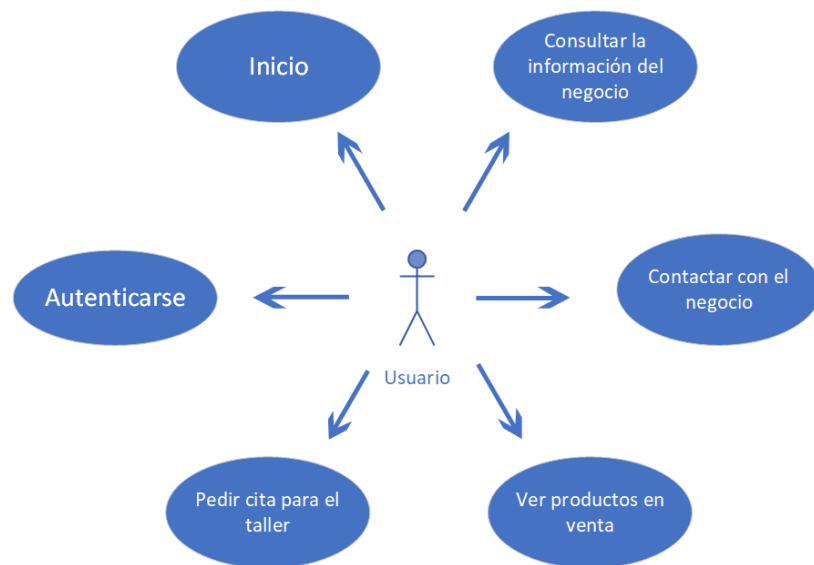 Inicio
Consultar la
información del
negocio
Autenticarse
Contactar con el
negocio
Usuario
Pedir cita para el
taller
Ver productos en
venta